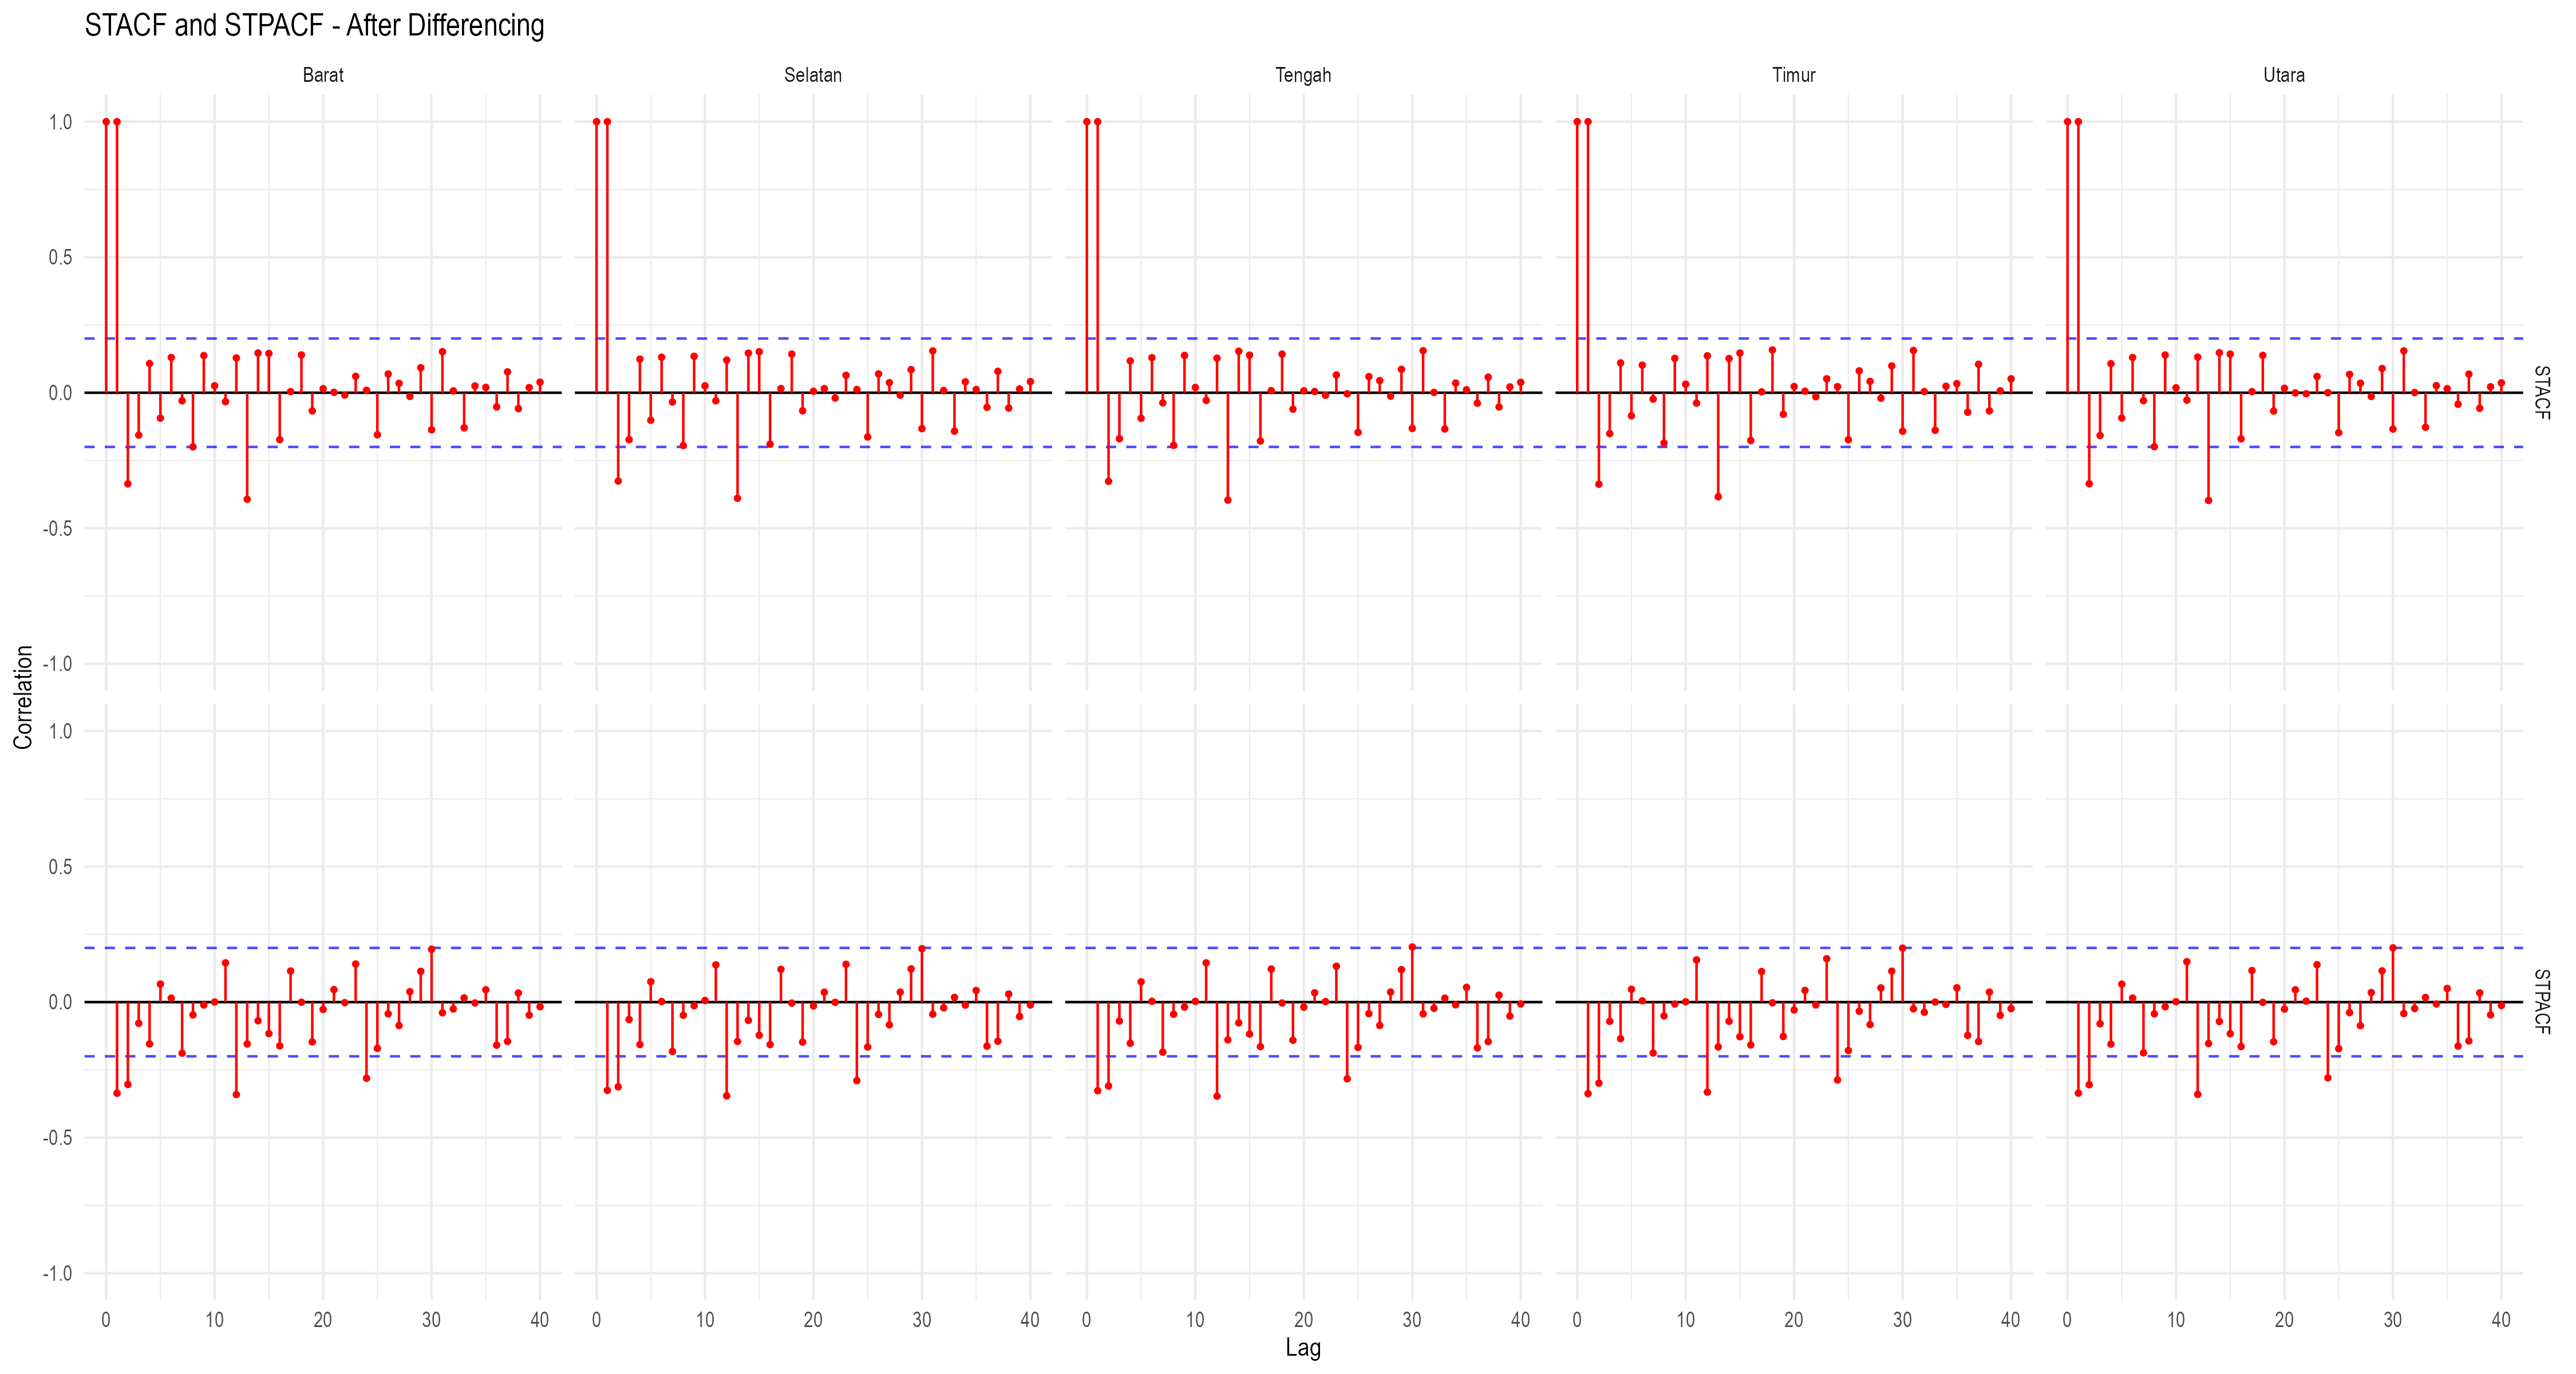 STACF and STPACF - After Differencing
Barat Selatan Tengah Timur Utara
1.0
0.5
0.0
-0.5
-1.0
STACF
Correlation
1.0
0.5
0.0
-0.5
-1.0
STPACF
0 10 20 30 40 0 10 20 30 40 0 10 20 30 40 0 10 20 30 40 0 10 20 30 40
Lag